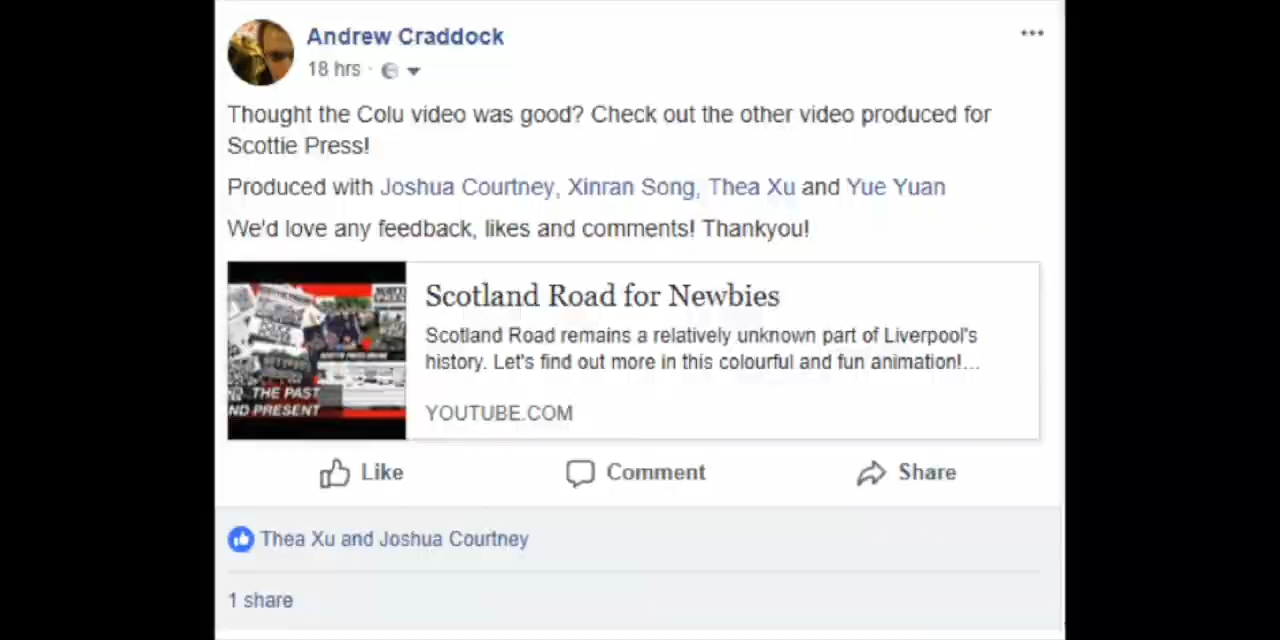 Andrew Craddock
18 hrs
Thought the Colu video was good? Check out the other video produced for
Scottie Press!
Produced with Joshua Courtney, Xinran Song, Thea Xu and Yue Yuan
We'd love any feedback, likes and comments! Thankyou!
THE PAST
ND PRESENT
Scotland Road for Newbies
Scotland Road remains a relatively unknown part of Liverpool's
history. Let's find out more in this colourful and fun animation!...
YOUTUBE.COM
Like Comment Share
Thea Xu and Joshua Courtney
1 share